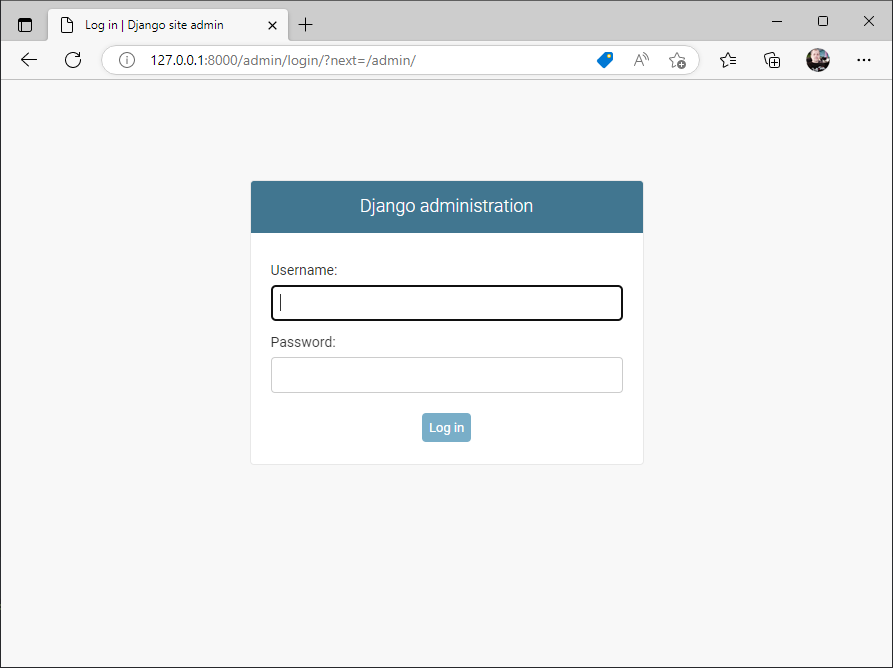 Log in | Django site admin
127.0.0.1:8000/admin/login/?next=/admin/
Django administration
Username:
Password:
Log in